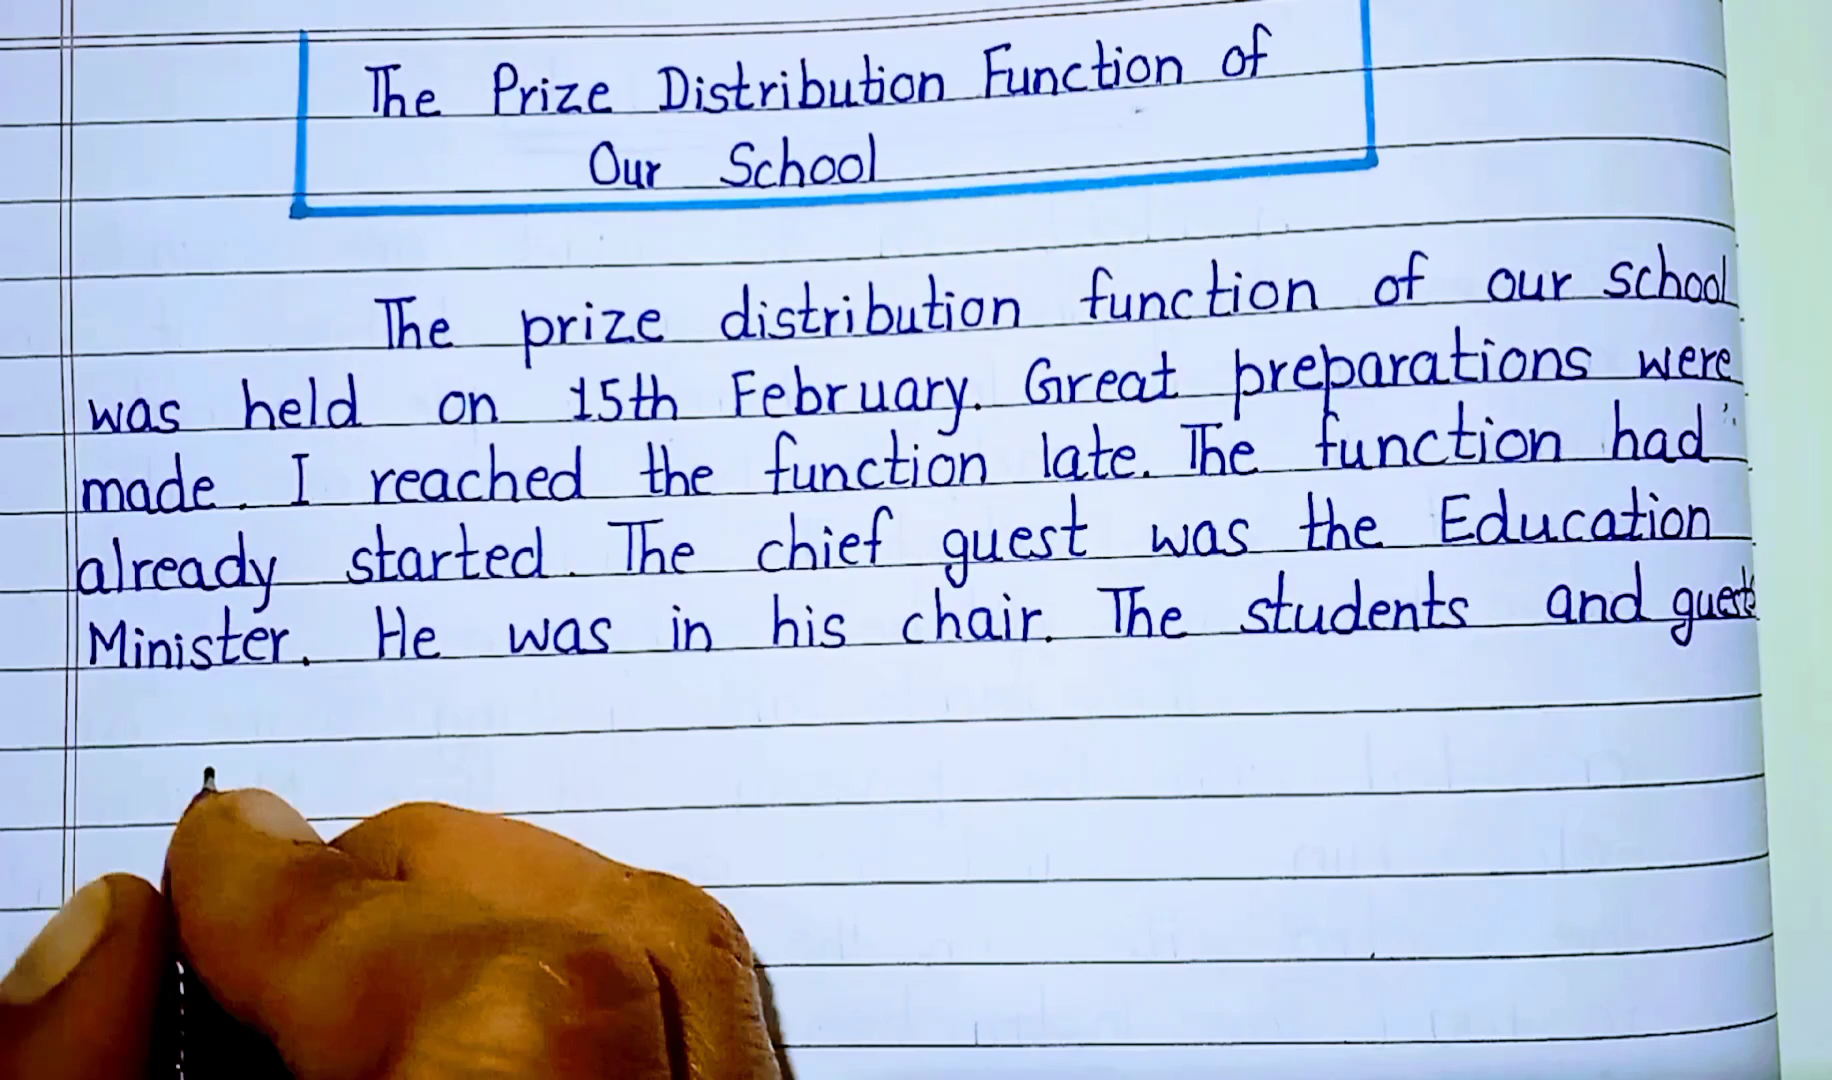 The Prize Distribution Function of
Our School
The prize distribution function of our school
was held on 15th February. Great preparations were
made. I reached the function late. The function had
already started. The chief guest was the Education
Minister. He was in his chair. The students and guests